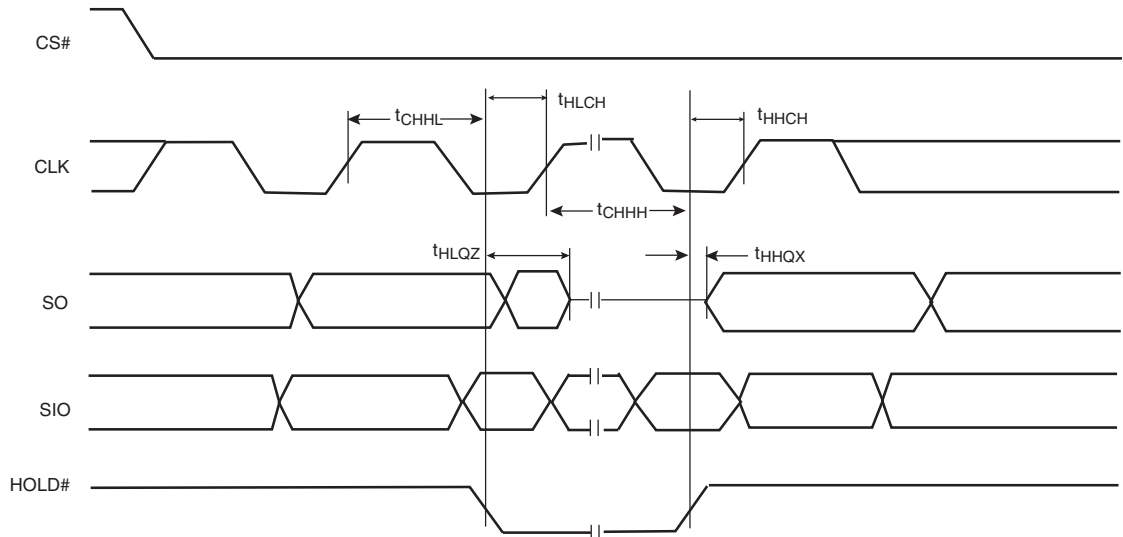 CS#
tHLCH
tCHHL
tHHCH
CLK
tCHHH
tHLQZ
tHHQX
SO
SIO
HOLD#